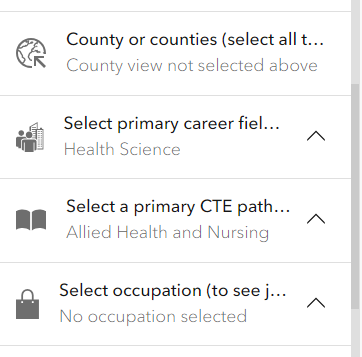 County or counties (select all t...
County view not selected above
Select primary career fiel...
Health Science
Select a primary CTE path...
Allied Health and Nursing
Select occupation (to see j...
No occupation selected